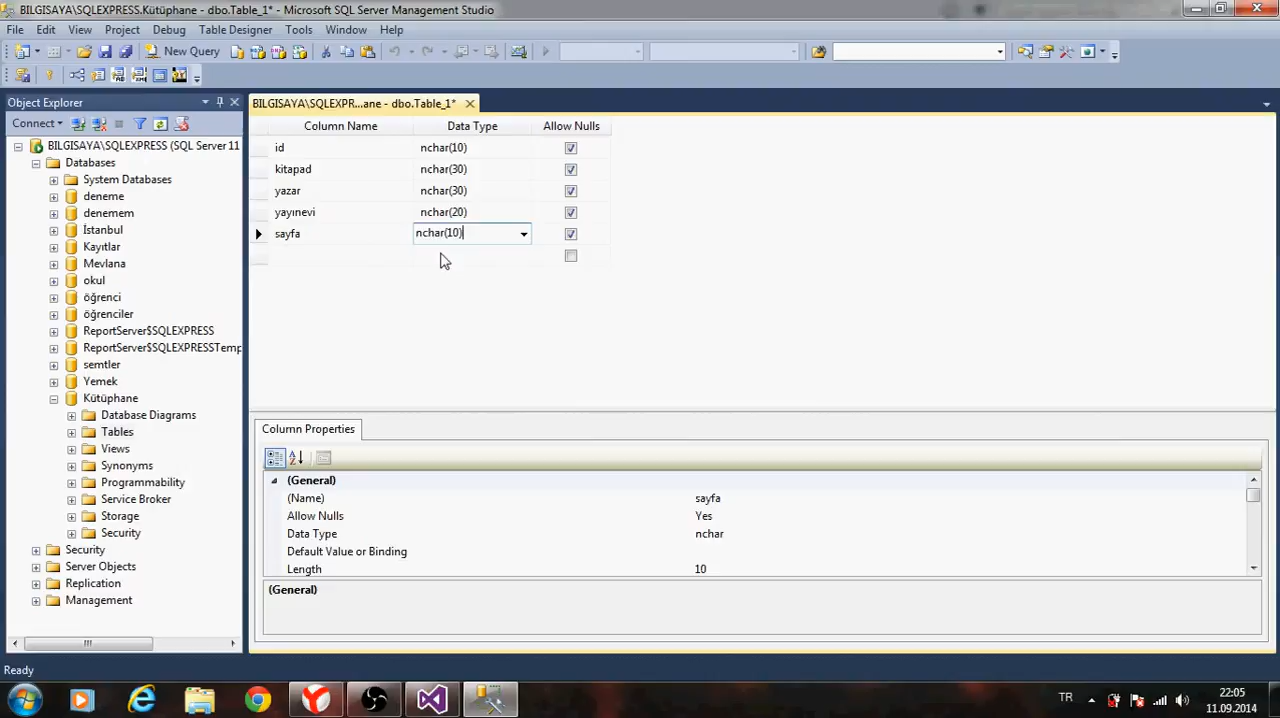 BILGISAYA\SQLEXPRESS.Kütüphane - dbo.Table_1* - Microsoft SQL Server Management Studio
File Edit View Project Debug Table Designer Tools Window Help
New Query
Object Explorer
BILGISAYA\SQLEXPR...ane - dbo.Table_1*
Connect
Column Name Data Type Allow Nulls
id nchar(10)
kitapad nchar(30)
yazar nchar(30)
yayınevi nchar(20)
sayfa nchar(10)
BILGISAYA\SQLEXPRESS (SQL Server 11
Databases
System Databases
deneme
denemem
İstanbul
Kayıtlar
Mevlana
okul
öğrenci
öğrenciler
ReportServer$SQLEXPRESS
ReportServer$SQLEXPRESSTemp
semtler
Yemek
Kütüphane
Database Diagrams
Tables
Views
Synonyms
Programmability
Service Broker
Storage
Security
Security
Server Objects
Replication
Management
Column Properties
(General)
(Name) sayfa
Allow Nulls Yes
Data Type nchar
Default Value or Binding
Length 10
(General)
Ready
TR
22:05
11.09.2014